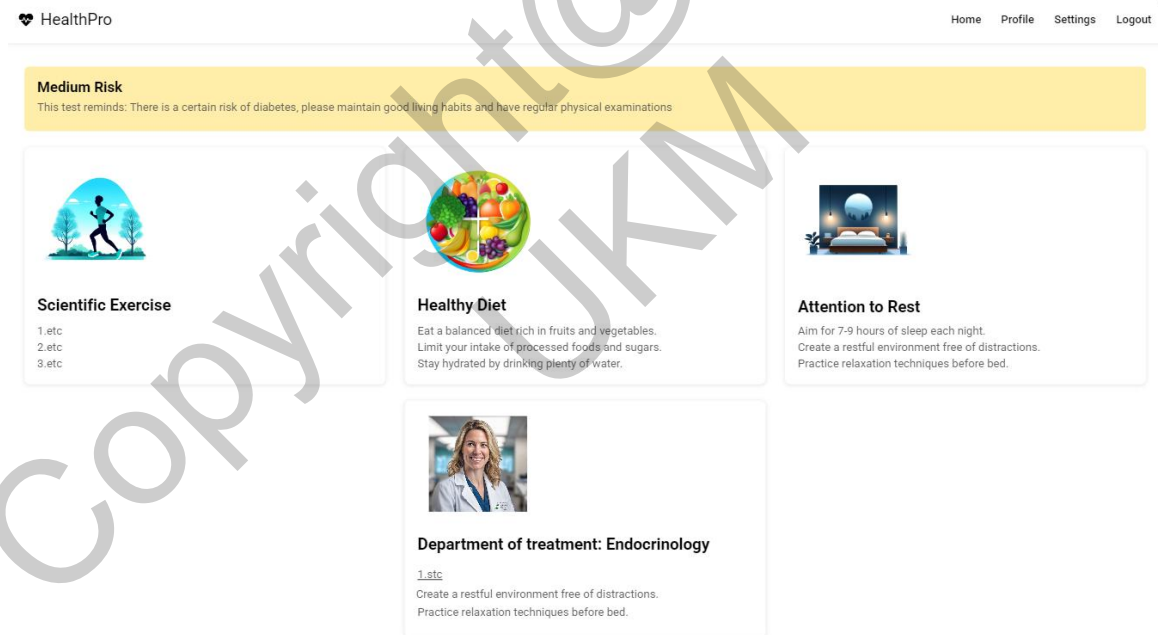 HealthPro
Home Profile Settings Logout
Medium Risk
This test reminds: There is a certain risk of diabetes, please maintain good living habits and have regular physical examinations
Scientific Exercise
1.etc
2.etc
3.etc
Healthy Diet
Eat a balanced diet rich in fruits and vegetables.
Limit your intake of processed foods and sugars.
Stay hydrated by drinking plenty of water.
Attention to Rest
Aim for 7-9 hours of sleep each night.
Create a restful environment free of distractions.
Practice relaxation techniques before bed.
Department of treatment: Endocrinology
1.stc
Create a restful environment free of distractions.
Practice relaxation techniques before bed.
Copyright@
UKM